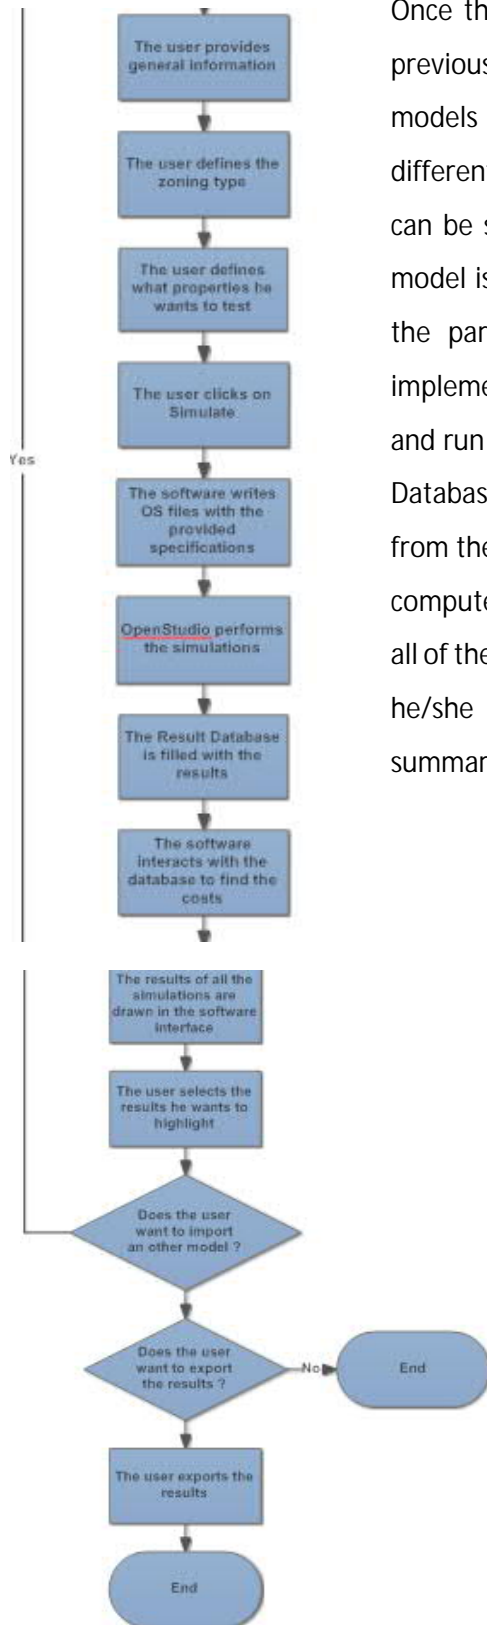 The user provides
general information
The user defines the
zoning type
The user defines
what properties he
wants to test
The user clicks on
Simulate
Yes
The software writes
OS files with the
provided
specifications
OpenStudio performs
the simulations
The Result Database
is filled with the
results
The software
interacts with the
database to find the
costs
The results of all the
simulations are
drawn in the software
interface
The user selects the
results he wants to
highlight
Does the user
want to import
an other model ?
Does the user
want to export
the results ?
No
End
The user exports the
results
End
Once th
previous
models
different
can be s
model is
the par
impleme
and run
Databas
from the
compute
all of the
he/she
summar